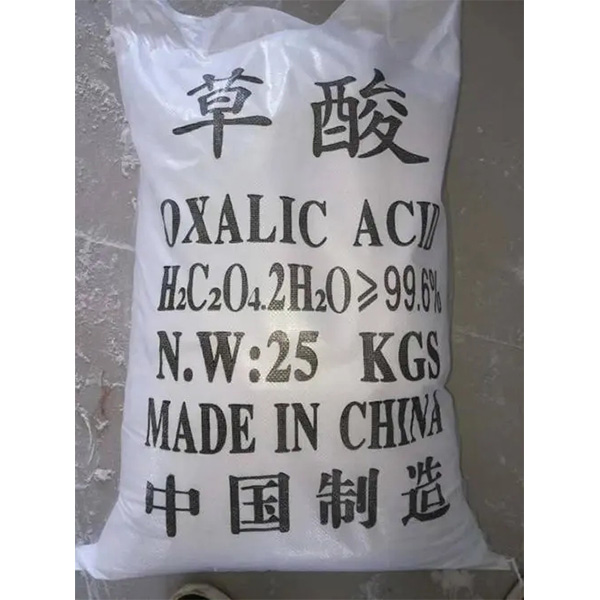 草酸
OXALIC ACID
H₂C₂O₄.2H₂O≥99.6%
N.W:25 KGS
MADE IN CHINA
中国制造